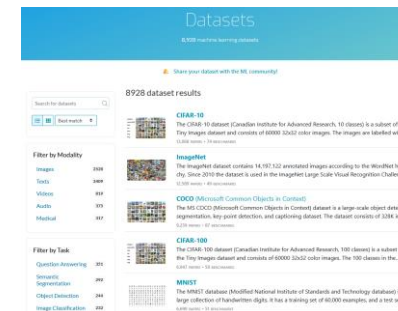 Datasets
machine learning datasets
Share your dataset with the ML community!
8928 dataset results
Search for datasets
Best match
Filter by Modality
Images
Texts
Videos
Audio
Medical
Filter by Task
Question Answering
Semantic
Segmentation
Object Detection
Image Classification
CIFAR-10
The CIFAR-10 dataset (Canadian Institute for Advanced Research, 10 classes) is a subset of
Tiny Images dataset and consists of 60000 32x32 color images. The images are labelled wi
ImageNet
The ImageNet dataset contains 14,197,122 annotated images according to the WordNet h
chy. Since 2010 the dataset is used in the ImageNet Large Scale Visual Recognition Challen
COCO (Microsoft Common Objects in Context)
The MS COCO (Microsoft Common Objects in Context) dataset is a large-scale object dete
segmentation, key-point detection, and captioning dataset. The dataset consists of 328K i
CIFAR-100
The CIFAR-100 dataset (Canadian Institute for Advanced Research, 100 classes) is a subset
the Tiny Images dataset and consists of 60000 32x32 color images. The 100 classes in the
MNIST
The MNIST database (Modified National Institute of Standards and Technology database)
large collection of handwritten digits. It has a training set of 60,000 examples, and a test s